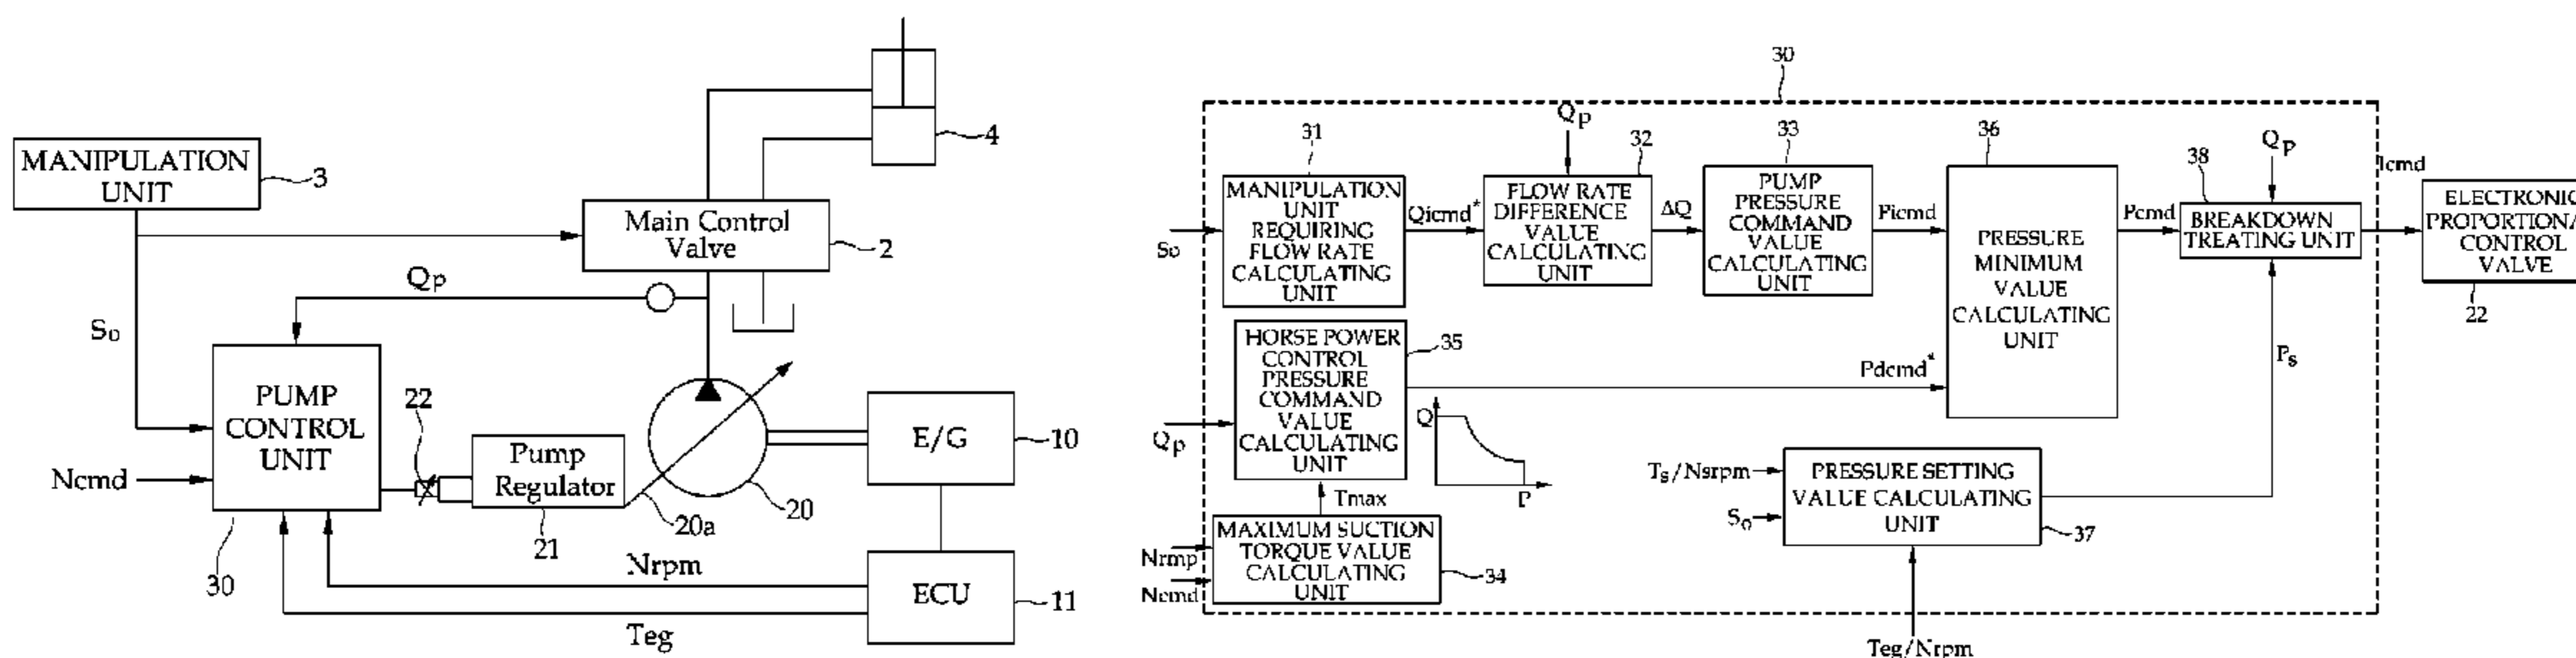 MANIPULATION
UNIT
3
4
Main Control
Valve
2
Qp
So
PUMP
CONTROL
UNIT
Ncmd
30
22
Pump
Regulator
21
20a
20
E/G
10
Nrpm
ECU
11
Teg
30
31
MANIPULATION
UNIT
REQUIRING
FLOW RATE
CALCULATING
UNIT
So
Qicmd*
Qp
32
FLOW RATE
DIFFERENCE
VALUE
CALCULATING
UNIT
ΔQ
33
PUMP
PRESSURE
COMMAND
VALUE
CALCULATING
UNIT
Picmd
36
PRESSURE
MINIMUM
VALUE
CALCULATING
UNIT
Pcmd
Qp
38
BREAKDOWN
TREATING UNIT
Icmd
ELECTRONIC
PROPORTIONA
CONTROL
VALVE
22
HORSE POWER
CONTROL
PRESSURE
COMMAND
VALUE
CALCULATING
UNIT
35
Qp
Pdcmd*
Q
P
Ps
Tmax
MAXIMUM SUCTION
TORQUE VALUE
CALCULATING
UNIT
34
Nrmp
Ncmd
Ts/Nsrpm
So
PRESSURE SETTING
VALUE CALCULATING
UNIT
37
Teg/Nrpm